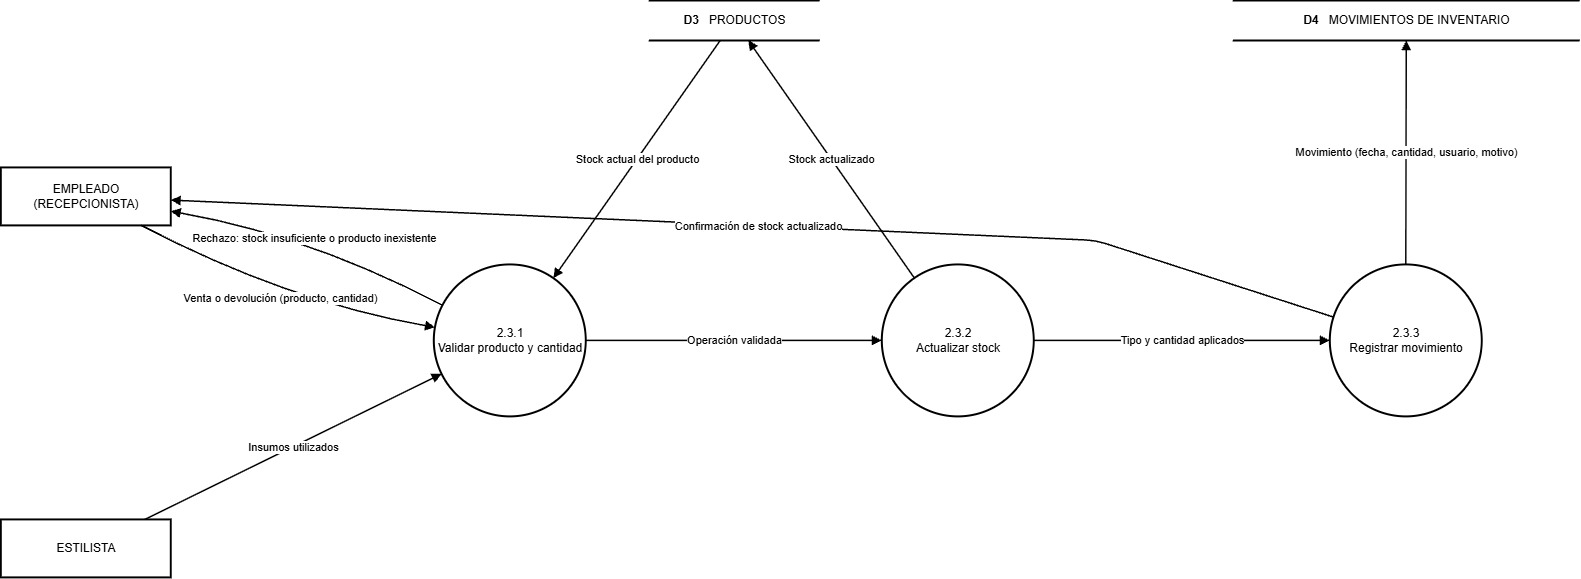 D3 PRODUCTOS
D4 MOVIMIENTOS DE INVENTARIO
Stock actual del producto
Stock actualizado
Movimiento (fecha, cantidad, usuario, motivo)
EMPLEADO
(RECEPCIONISTA)
Confirmación de stock actualizado
Rechazo: stock insuficiente o producto inexistente
Venta o devolución (producto, cantidad)
2.3.1
Validar producto y cantidad
Operación validada
2.3.2
Actualizar stock
Tipo y cantidad aplicados
2.3.3
Registrar movimiento
Insumos utilizados
ESTILISTA